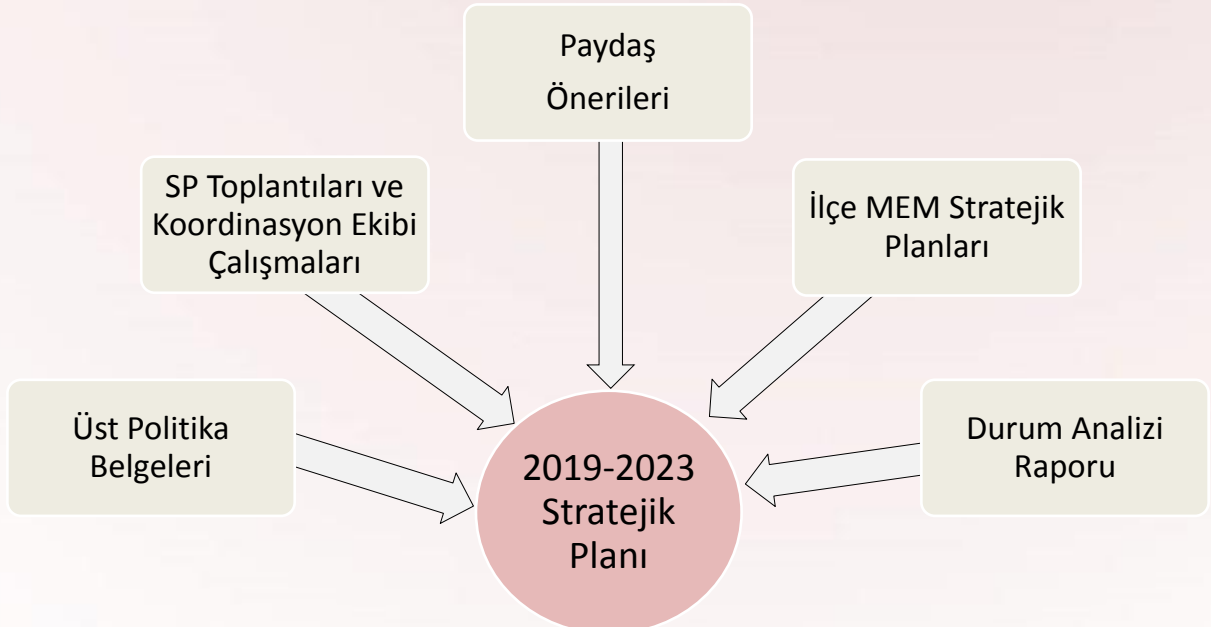 Paydaş
Önerileri
SP Toplantıları ve
Koordinasyon Ekibi
Çalışmaları
İlçe MEM Stratejik
Planları
Üst Politika
Belgeleri
Durum Analizi
Raporu
2019-2023
Stratejik
Planı